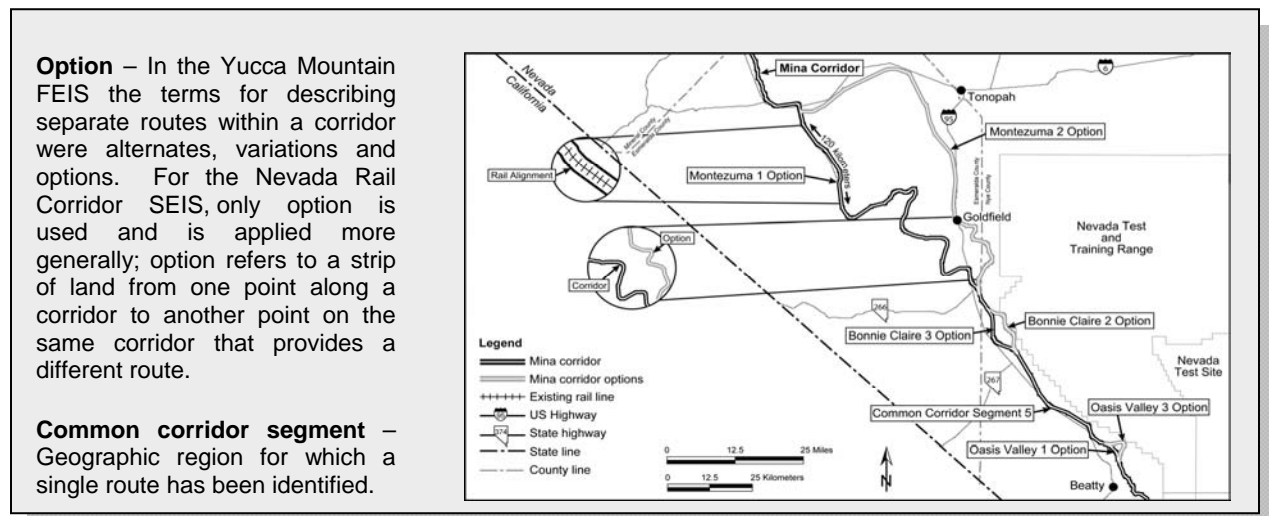 Option – In the Yucca Mountain
FEIS the terms for describing
separate routes within a corridor
were alternates, variations and
options. For the Nevada Rail
Corridor SEIS, only option is
used and is applied more
generally; option refers to a strip
of land from one point along a
corridor to another point on the
same corridor that provides a
different route.
Common corridor segment –
Geographic region for which a
single route has been identified.
Nevada
California
Mina Corridor
6
Tonopah
95
Mineral County
Esmeralda County
120 kilometers
Montezuma 2 Option
Rail Alignment
Montezuma 1 Option
Esmeralda County
Nye County
Goldfield
Nevada Test
and
Training Range
Option
Corridor
266
Bonnie Claire 2 Option
Bonnie Claire 3 Option
Nevada
Test Site
267
Common Corridor Segment 5
Oasis Valley 3 Option
Oasis Valley 1 Option
Beatty
Legend
Mina corridor
Mina corridor options
Existing rail line
95 US Highway
374 State highway
State line
County line
0 12.5 25 Miles
0 12.5 25 Kilometers
N